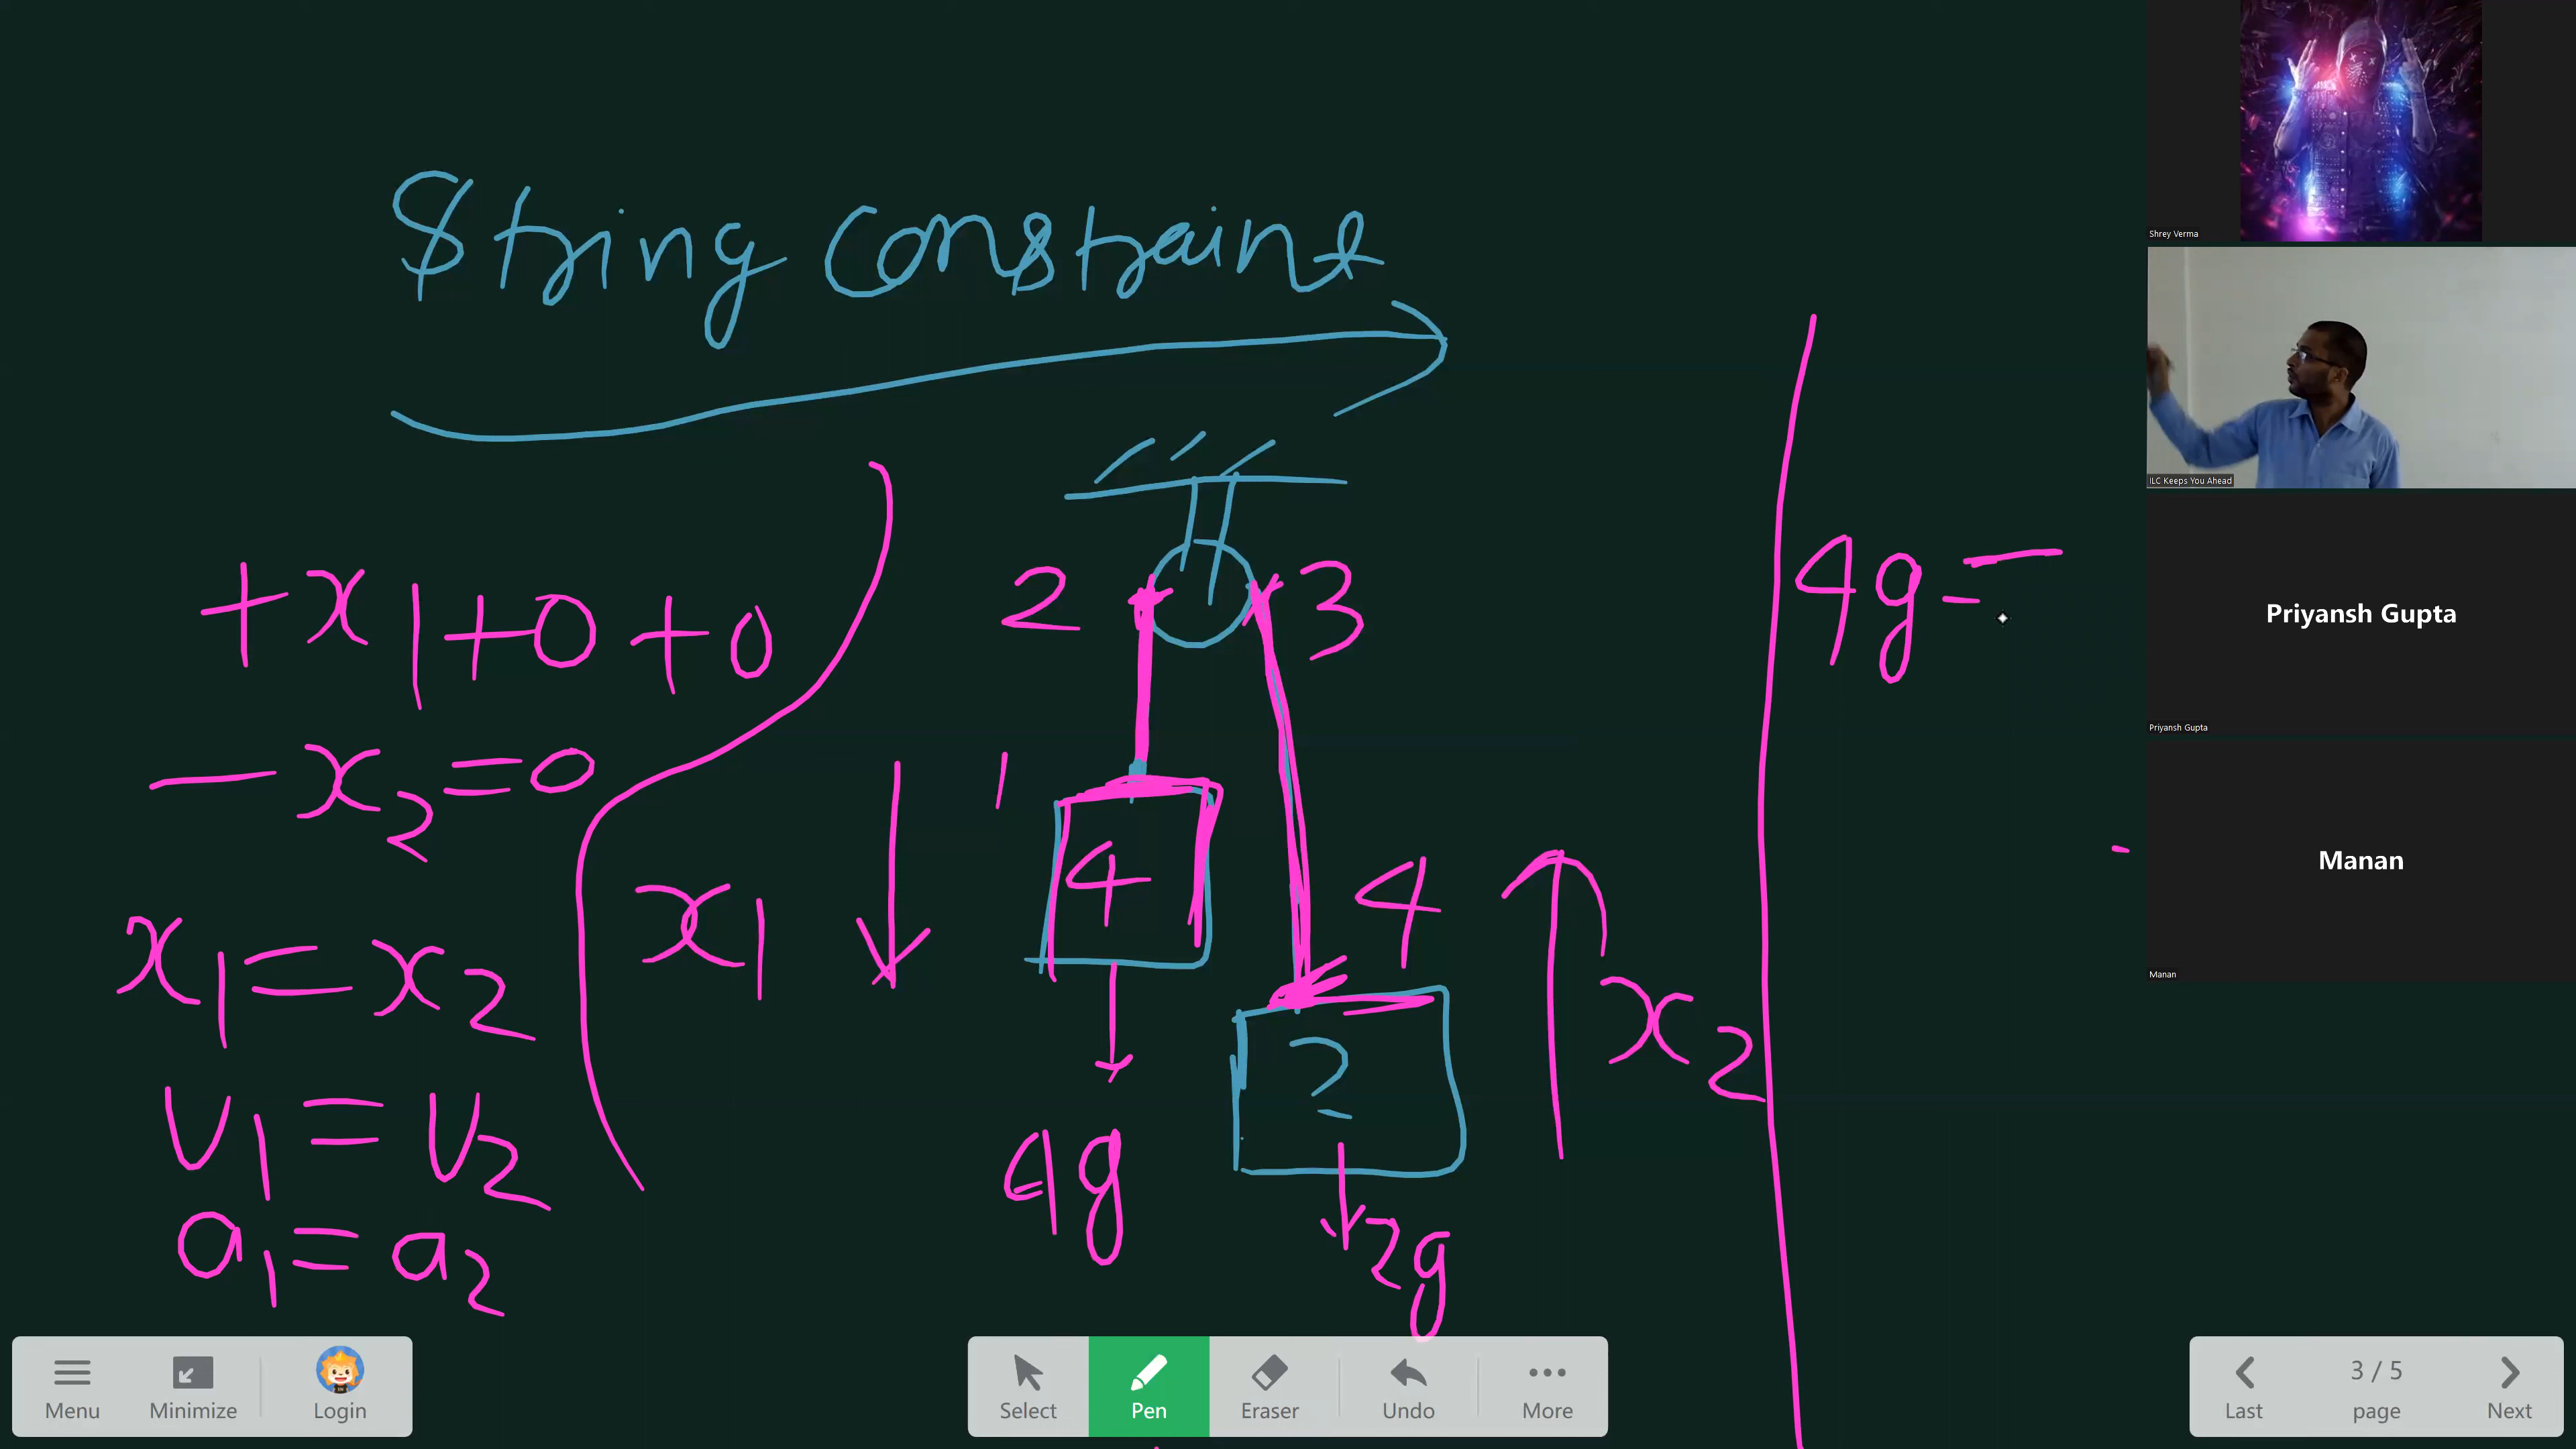 String constraint
+x1+0+0
-x2=0
x1=x2
v1=v2
a1=a2
2
3
1
x1
4
4
x2
2
4g
2g
4g
Shrey Verma
ILC Keeps You Ahead
Priyansh Gupta
Priyansh Gupta
Manan
Manan
Menu
Minimize
Login
Select
Pen
Eraser
Undo
More
Last
3 / 5
page
Next